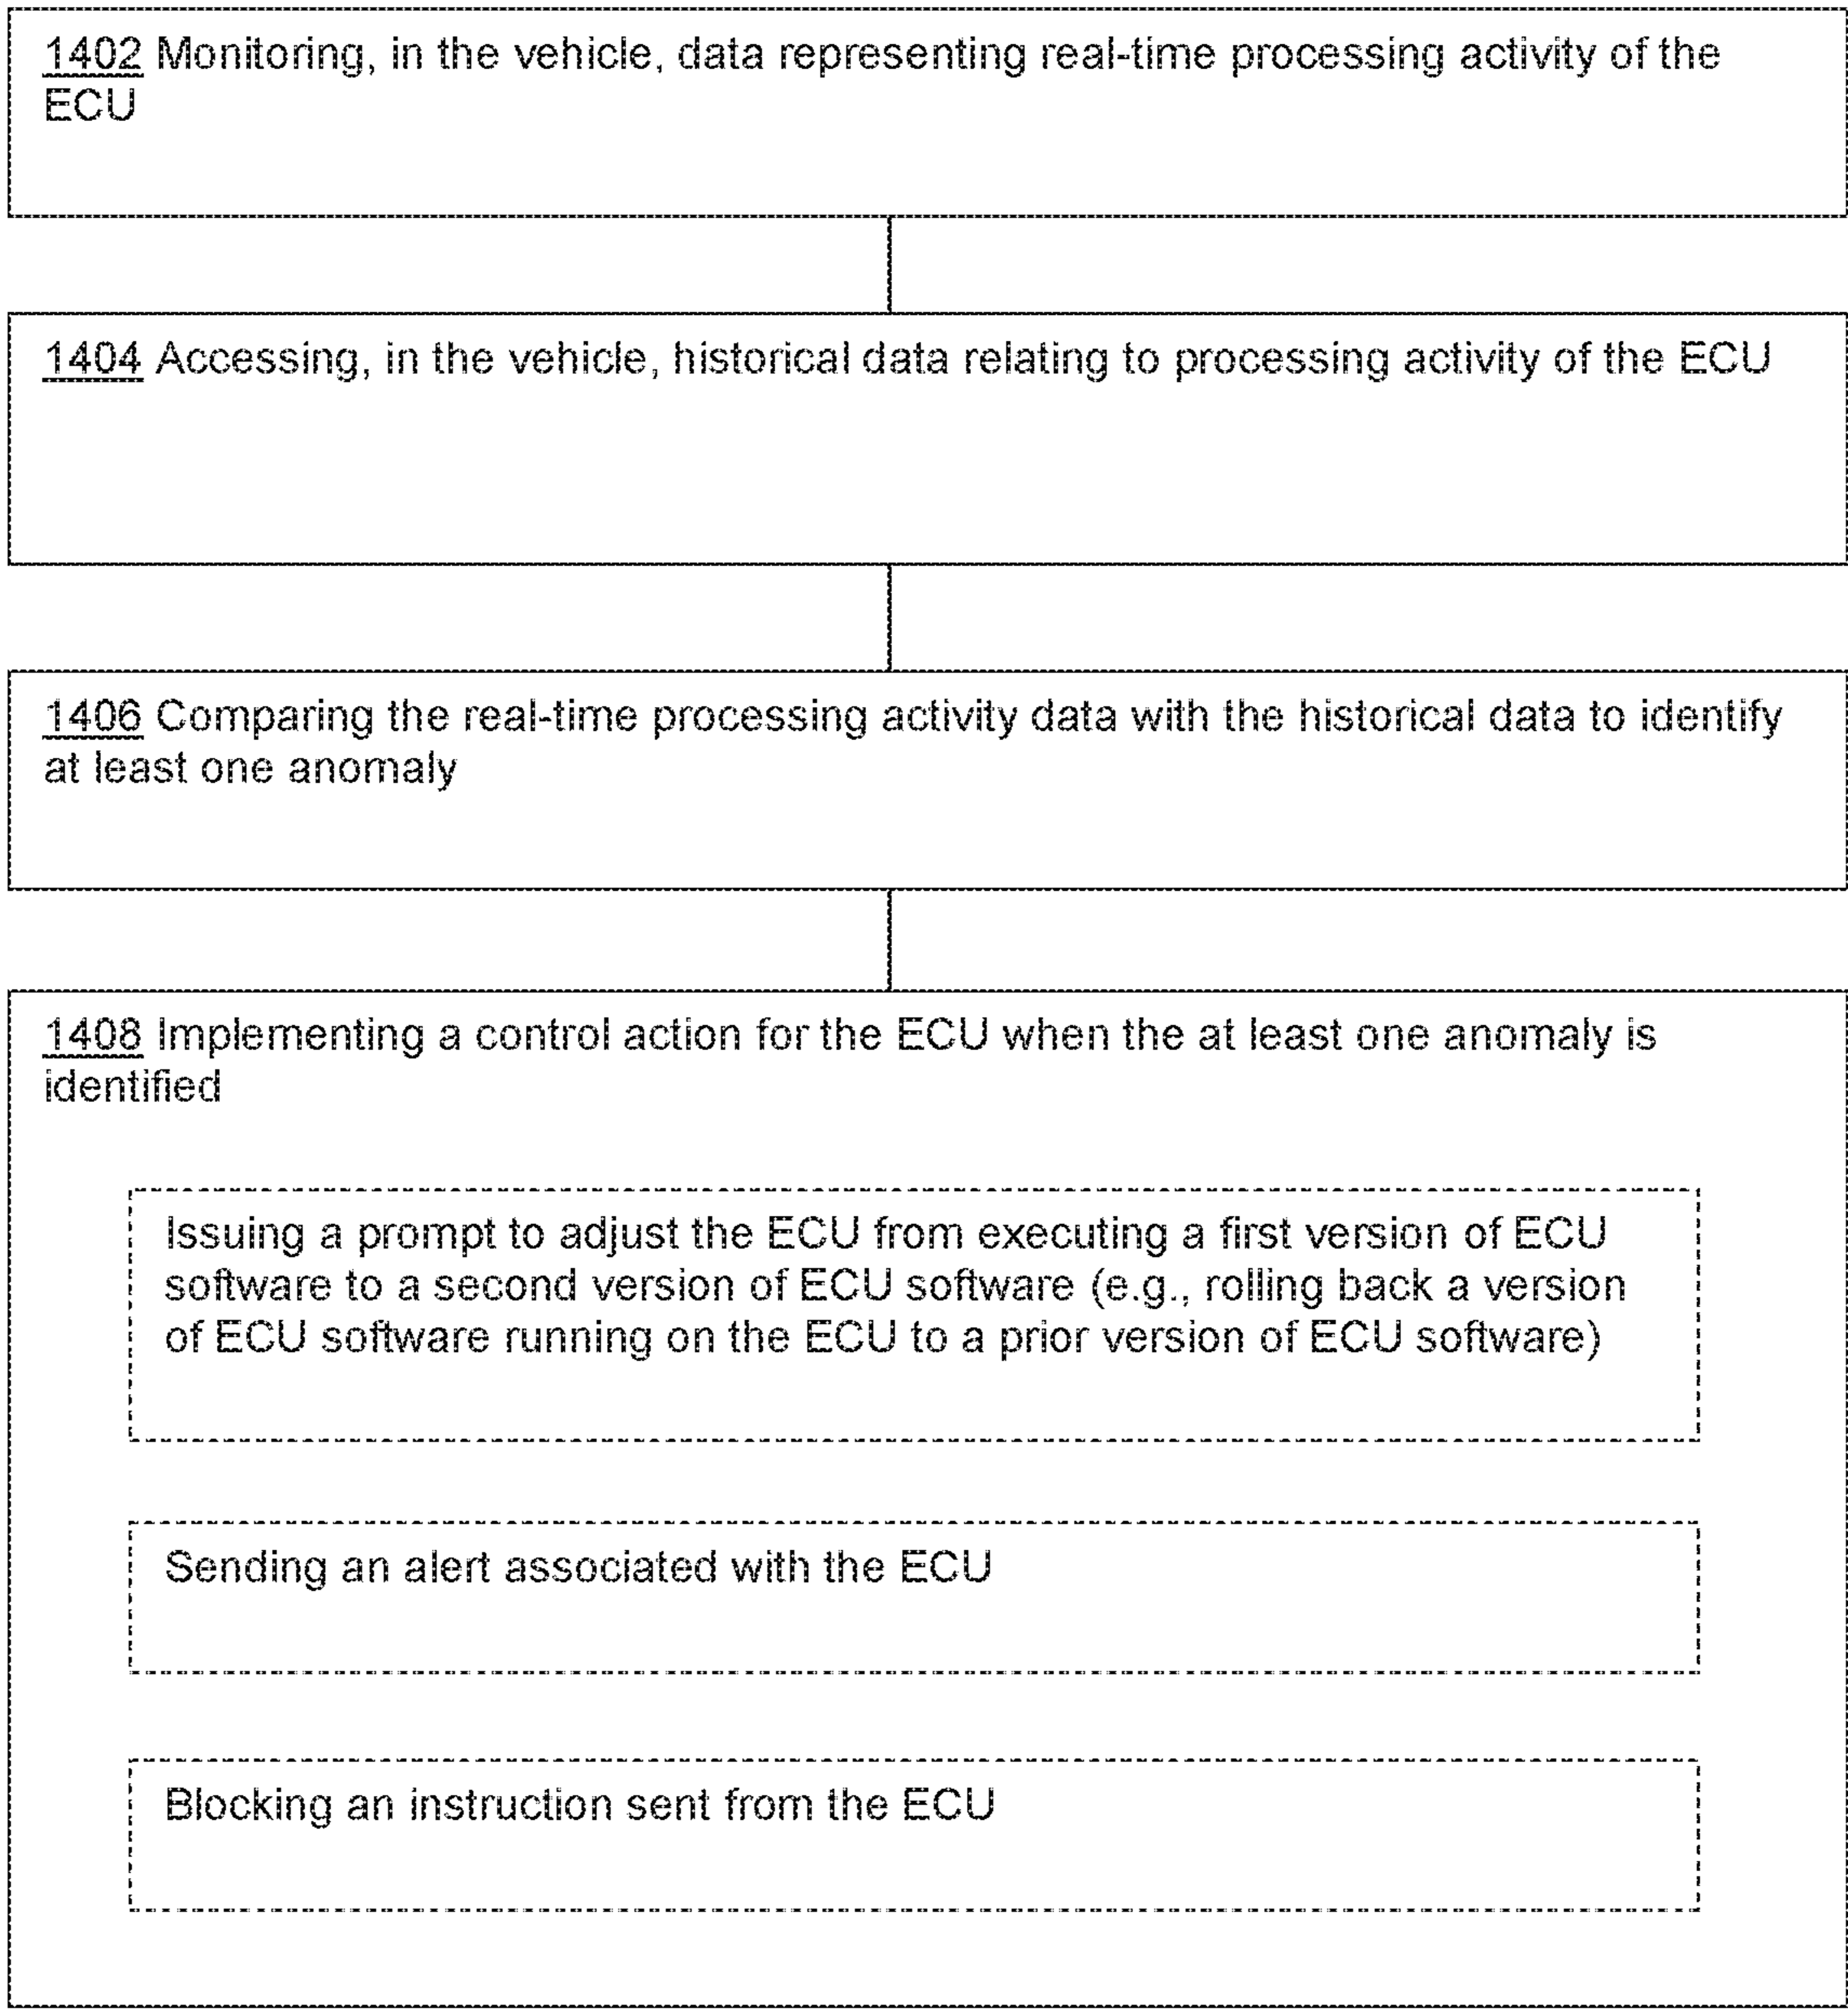 1402 Monitoring, in the vehicle, data representing real-time processing activity of the
ECU
1404 Accessing, in the vehicle, historical data relating to processing activity of the ECU
1406 Comparing the real-time processing activity data with the historical data to identify
at least one anomaly
1408 Implementing a control action for the ECU when the at least one anomaly is
identified
Issuing a prompt to adjust the ECU from executing a first version of ECU
software to a second version of ECU software (e.g., rolling back a version
of ECU software running on the ECU to a prior version of ECU software)
Sending an alert associated with the ECU
Blocking an instruction sent from the ECU